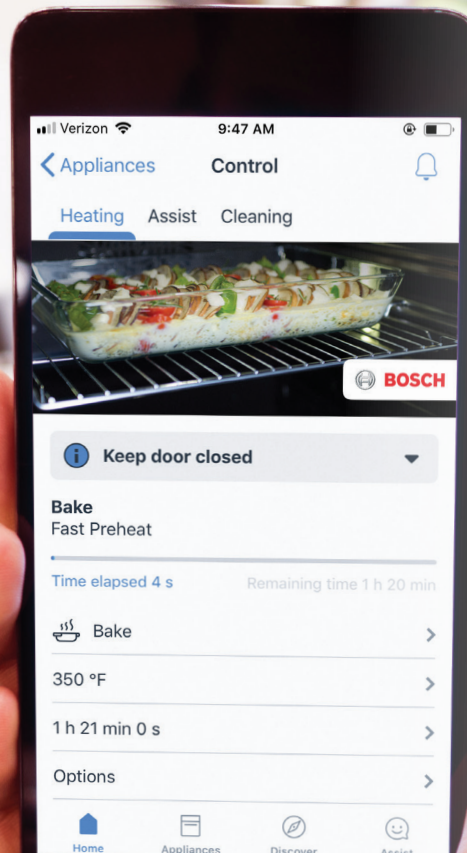 Verizon 9:47 AM
Appliances Control
Heating Assist Cleaning
BOSCH
Keep door closed
Bake
Fast Preheat
Time elapsed 4 s Remaining time 1 h 20 min
Bake
350 °F
1 h 21 min 0 s
Options
Home Appliances Discover Assist